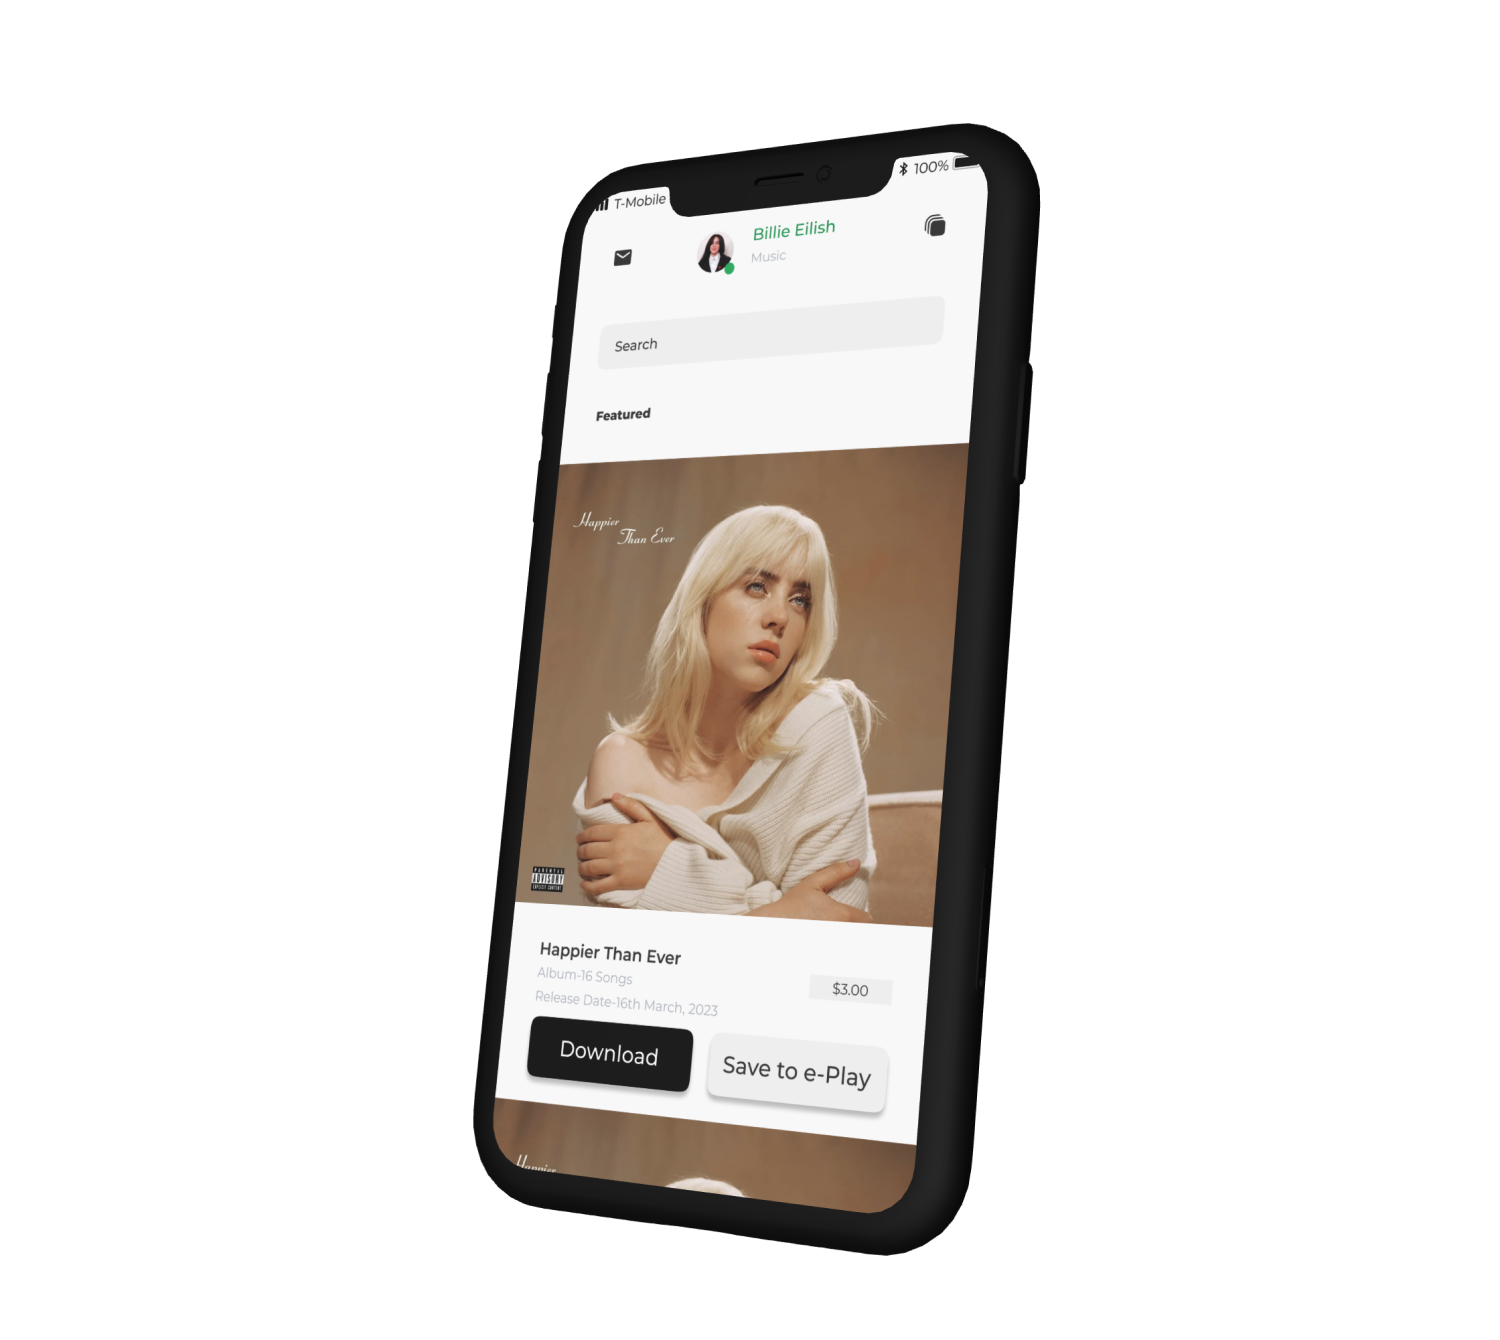 T-Mobile
100%
Billie Eilish
Music
Search
Featured
Happier
Than Ever
PARENTAL
ADVISORY
EXPLICIT CONTENT
Happier Than Ever
Album-16 Songs
$3.00
Release Date-16th March, 2023
Download
Save to e-Play
Happier